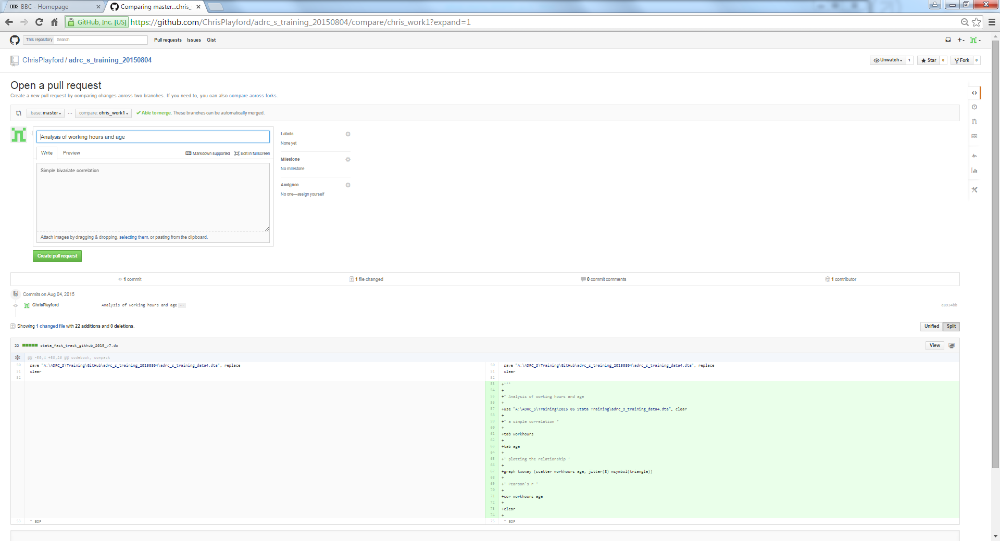 BBC - Homepage
Comparing master...chris_
GitHub, Inc. [US] https://github.com/ChrisPlayford/adrc_s_training_20150804/compare/chris_work1?expand=1
This repository Search Pull requests Issues Gist
ChrisPlayford / adrc_s_training_20150804
Unwatch 1 Star 0 Fork 0
Open a pull request
Create a new pull request by comparing changes across two branches. If you need to, you can also compare across forks.
base: master ... compare: chris_work1 Able to merge. These branches can be automatically merged.
Analysis of working hours and age
Write Preview Markdown supported Edit in fullscreen
Simple bivariate correlation
Attach images by dragging & dropping, selecting them, or pasting from the clipboard.
Create pull request
Labels
None yet
Milestone
No milestone
Assignee
No one—assign yourself
1 commit 1 file changed 0 commit comments 1 contributor
Commits on Aug 04, 2015
ChrisPlayford Analysis of working hours and age ... e8934bb
Showing 1 changed file with 22 additions and 0 deletions.
Unified Split
22 stata_fast_track_github_2015_v7.do View
@@ -50,4 +50,26 @@ codebook, compact
50 save "A:\ADRC_S\Training\GitHub\adrc_s_training_20150804\adrc_s_training_data4.dta", replace
51 clear
52
53 * EOF
50 save "A:\ADRC_S\Training\GitHub\adrc_s_training_20150804\adrc_s_training_data4.dta", replace
51 clear
52
53 +***
54 +
55 +* Analysis of working hours and age
56 +
57 +use "A:\ADRC_S\Training\2015 05 Stata Training\adrc_s_training_data4.dta", clear
58 +
59 +* a simple correlation *
60 +
61 +tab workhours
62 +
63 +tab age
64 +
65 +* plotting the relationship *
66 +
67 +graph twoway (scatter workhours age, jitter(8) msymbol(triangle))
68 +
69 +* Pearson's r *
70 +
71 +cor workhours age
72 +
73 +clear
74 +
75 * EOF